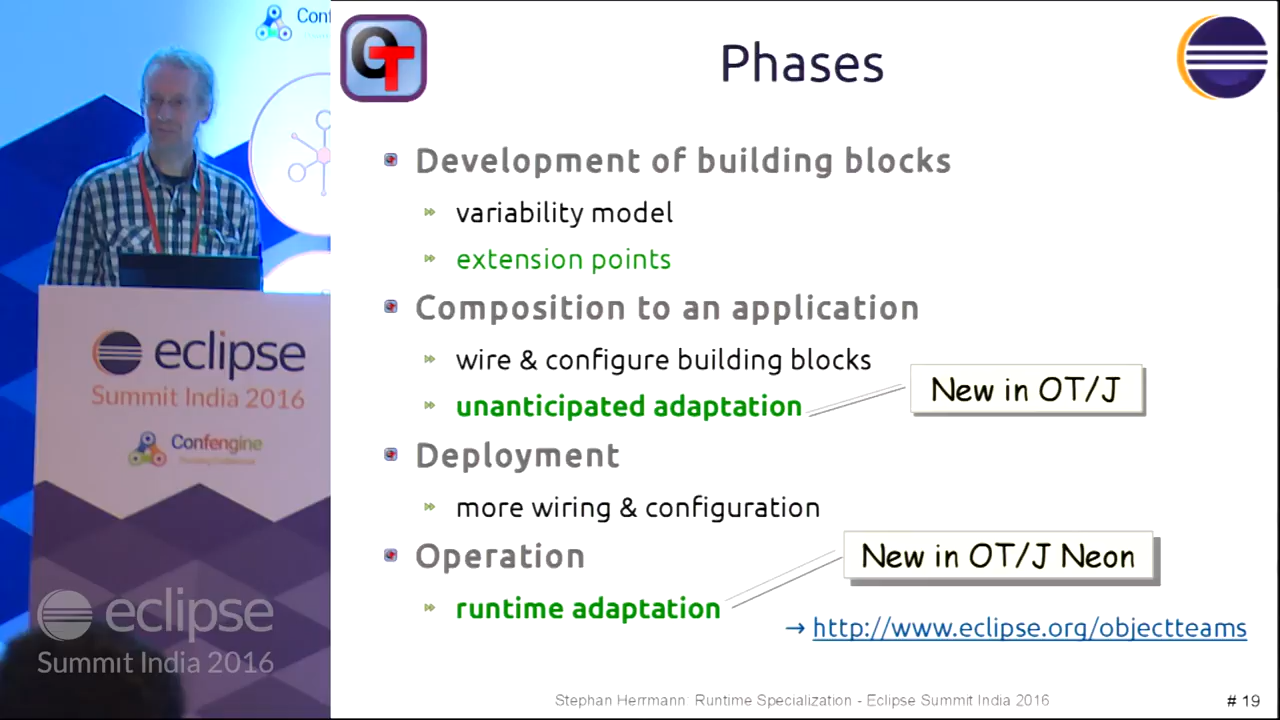 Conf
eclipse
Summit India 2016
Confengine
eclipse
Summit India 2016
OT
Phases
Development of building blocks
variability model
extension points
Composition to an application
wire & configure building blocks
unanticipated adaptation
New in OT/J
Deployment
more wiring & configuration
Operation
New in OT/J Neon
runtime adaptation
→ http://www.eclipse.org/objectteams
Stephan Herrmann: Runtime Specialization - Eclipse Summit India 2016
# 19